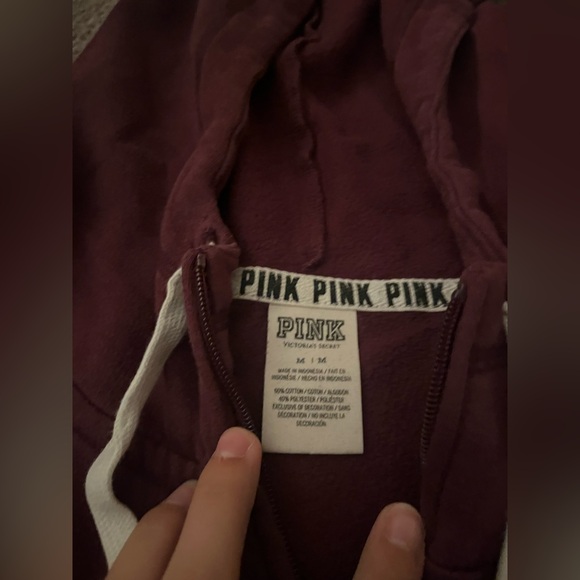 PINK PINK PINK
PINK
VICTORIA'S SECRET
M | M
MADE IN INDONESIA / FAIT EN
INDONÉSIE / HECHO EN INDONESIA
60% COTTON / COTON / ALGODON
40% POLYESTER / POLIÉSTER
EXCLUSIVE OF DECORATION / SANS
DÉCORATION / NO INCLUYE LA
DECORACIÓN